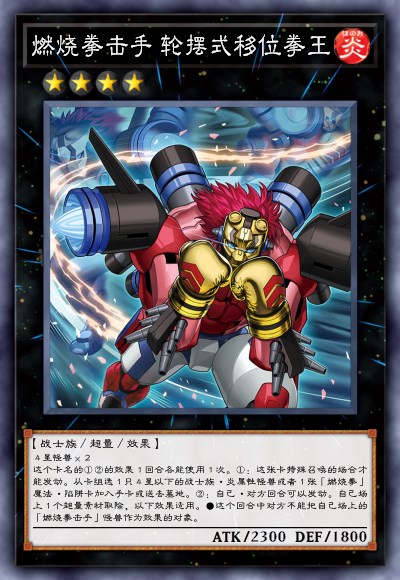 燃烧拳击手 轮摆式移位拳王
ほのお
炎
【战士族／超量／效果】
4星怪兽×2
这个卡名的①②的效果1回合各能使用1次。①：这张卡特殊召唤的场合才
能发动。从卡组选1只4星以下的战士族·炎属性怪兽或者1张「燃嬢」
魔法·陷阱卡加入手卡或送去墓地。②：自己·对方回合可以发动。自己场
上1个超量素材取除，以下效果适用。●这个回合中对方不能把自己场上的
「燃嬢拳击手」怪兽作为效果的对象。
ATK/2300 DEF/1800